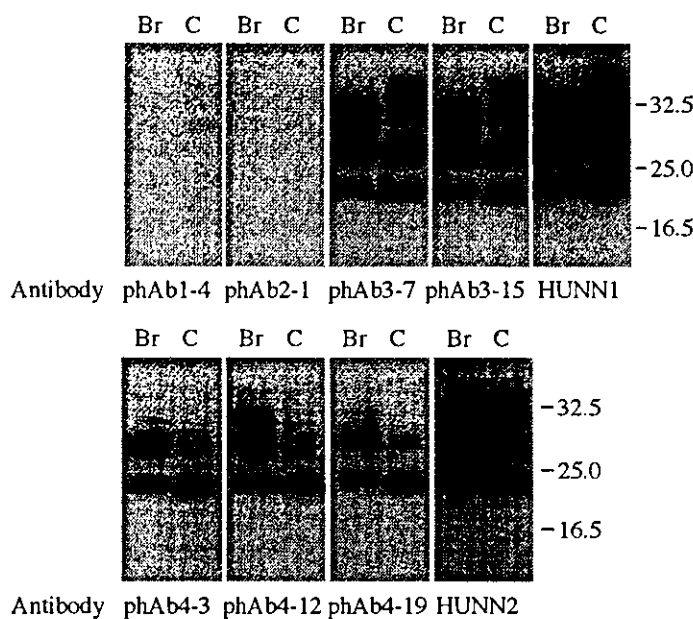 Br C Br C Br C Br C Br C
-32.5
-25.0
-16.5
Antibody phAb1-4 phAb2-1 phAb3-7 phAb3-15 HUNN1
Br C Br C Br C Br C
-32.5
-25.0
-16.5
Antibody phAb4-3 phAb4-12 phAb4-19 HUNN2